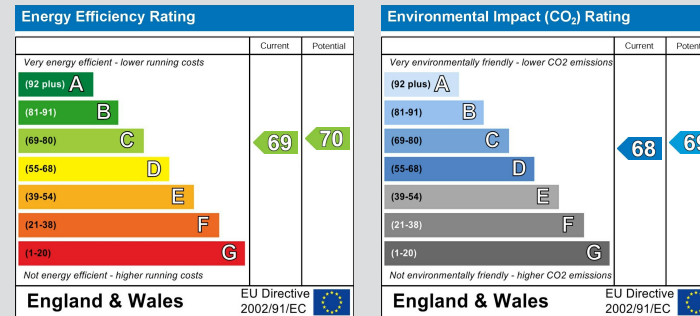 Energy Efficiency Rating
Current Potential
Very energy efficient - lower running costs
(92 plus) A
(81-91) B
(69-80) C
(55-68) D
(39-54) E
(21-38) F
(1-20) G
69
70
Not energy efficient - higher running costs
England & Wales
EU Directive
2002/91/EC
Environmental Impact (CO₂) Rating
Current Poten
Very environmentally friendly - lower CO2 emissions
(92 plus) A
(81-91) B
(69-80) C
(55-68) D
(39-54) E
(21-38) F
(1-20) G
68
69
Not environmentally friendly - higher CO2 emissions
England & Wales
EU Directive
2002/91/EC